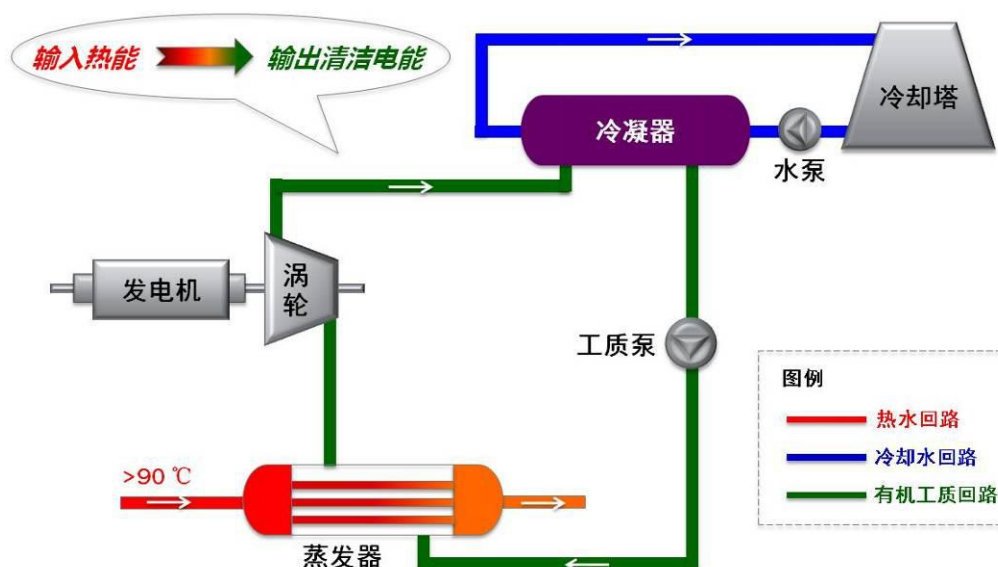 输入热能
输出清洁电能
冷却塔
冷凝器
水泵
涡
轮
发电机
工质泵
图例
热水回路
冷却水回路
有机工质回路
>90 ℃
蒸发器